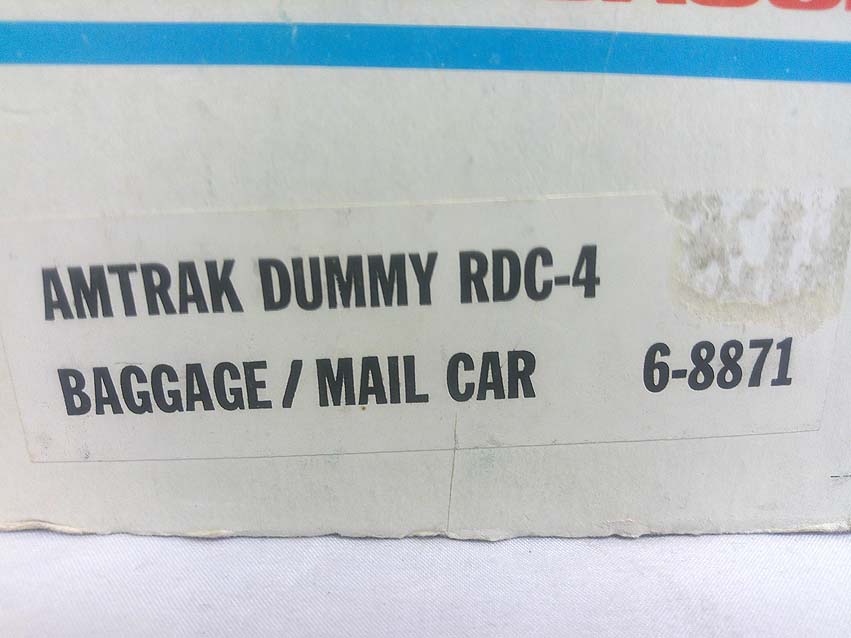 AMTRAK DUMMY RDC-4
BAGGAGE / MAIL CAR 6-8871